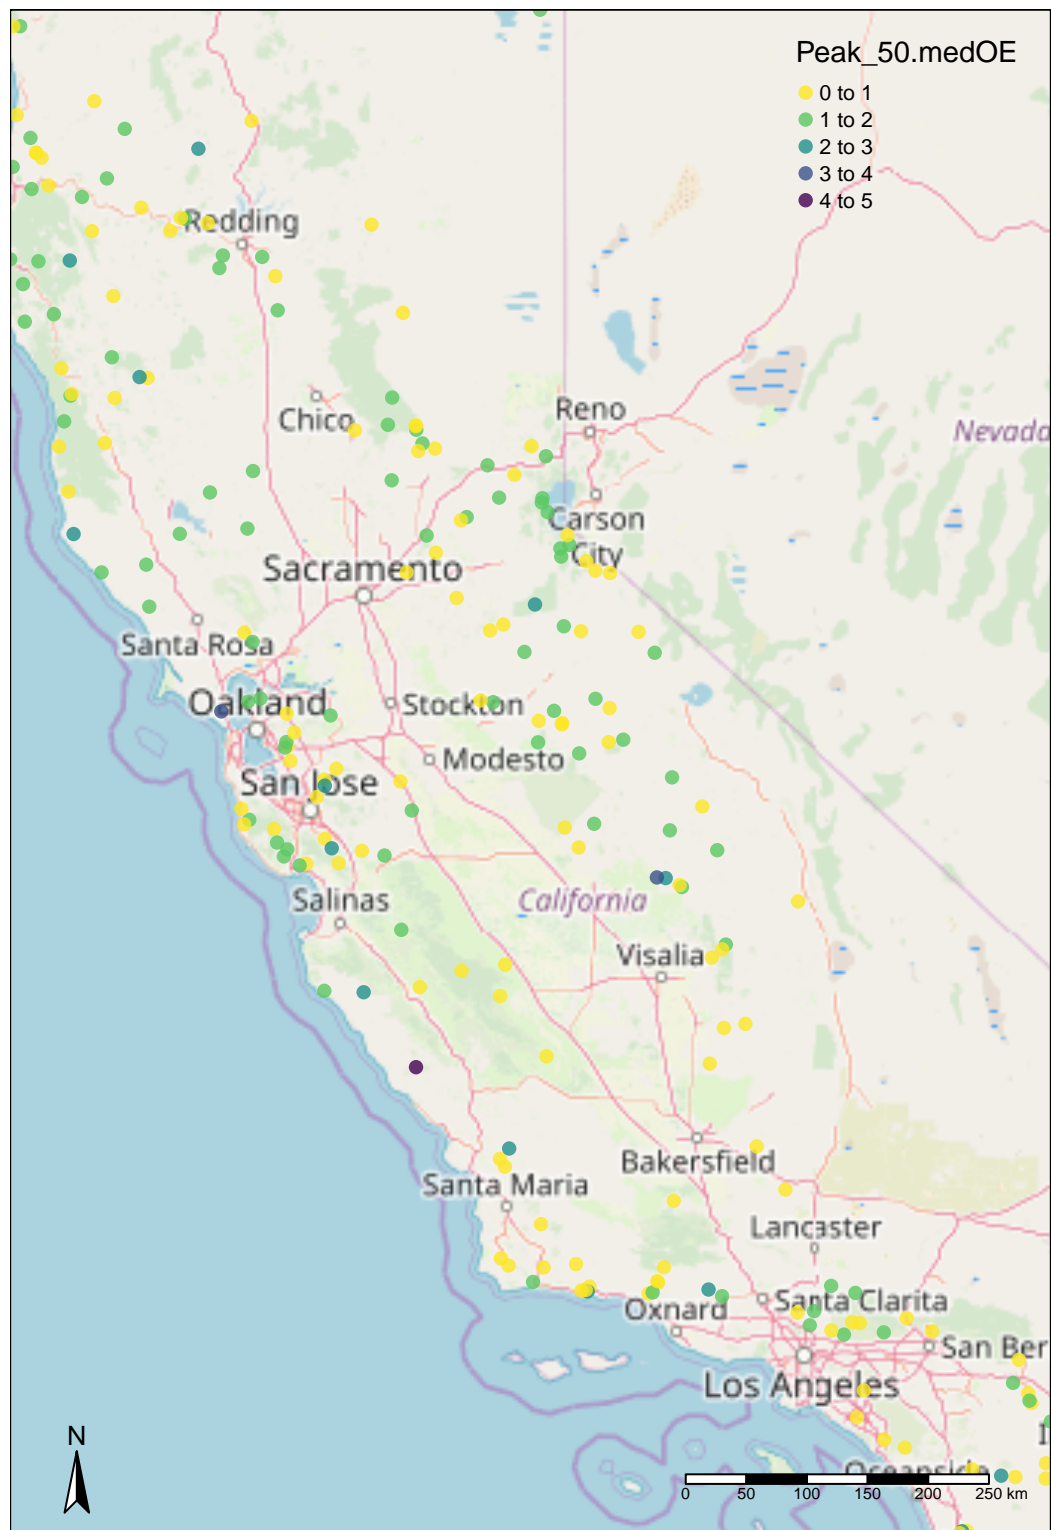 Peak_50.medOE
0 to 1
1 to 2
2 to 3
3 to 4
4 to 5
Redding
Chico
Reno
Nevada
Carson
City
Sacramento
Santa Rosa
Oakland
Stockton
Modesto
San Jose
Salinas
California
Visalia
Bakersfield
Santa Maria
Lancaster
Santa Clarita
Oxnard
San Ber
Los Angeles
Oceanside
N
0 50 100 150 200 250 km